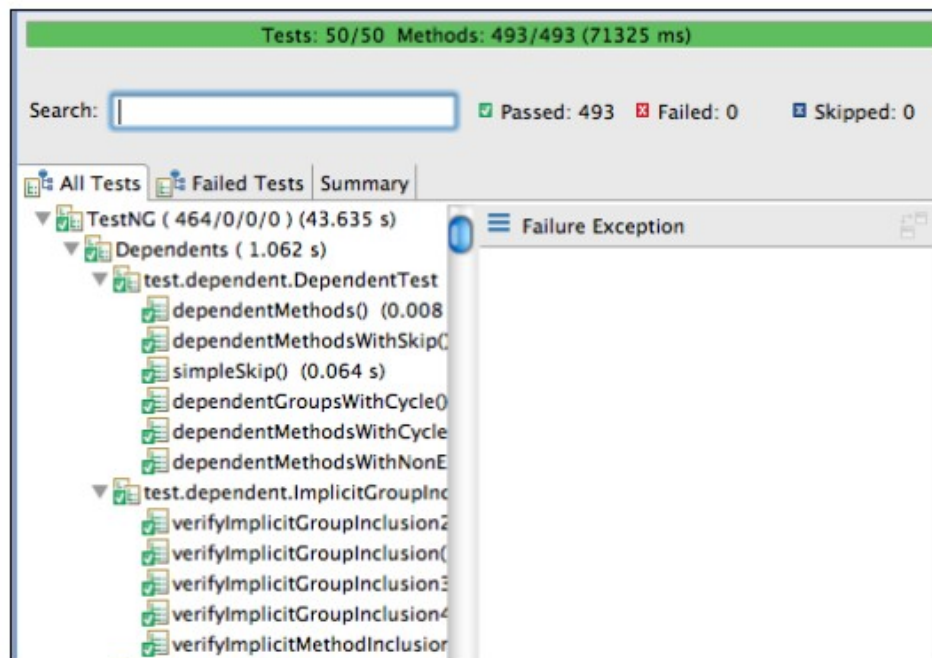 Tests: 50/50 Methods: 493/493 (71325 ms)
Search: Passed: 493 Failed: 0 Skipped: 0
All Tests Failed Tests Summary
TestNG ( 464/0/0/0 ) (43.635 s)
Failure Exception
Dependents ( 1.062 s)
test.dependent.DependentTest
dependentMethods() (0.008
dependentMethodsWithSkip()
simpleSkip() (0.064 s)
dependentGroupsWithCycle()
dependentMethodsWithCycle
dependentMethodsWithNonE
test.dependent.ImplicitGroupInc
verifyImplicitGroupInclusion2
verifyImplicitGroupInclusion(
verifyImplicitGroupInclusion3
verifyImplicitGroupInclusion4
verifyImplicitMethodInclusion